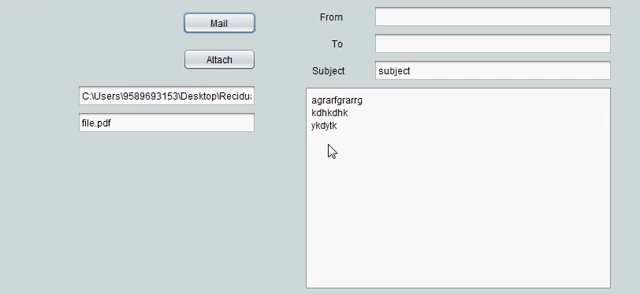 Mail
Attach
C:\Users\9589693153\Desktop\Recidu
file.pdf
From
To
Subject
subject
agrarfgrarrg
kdhkdhk
ykdytk